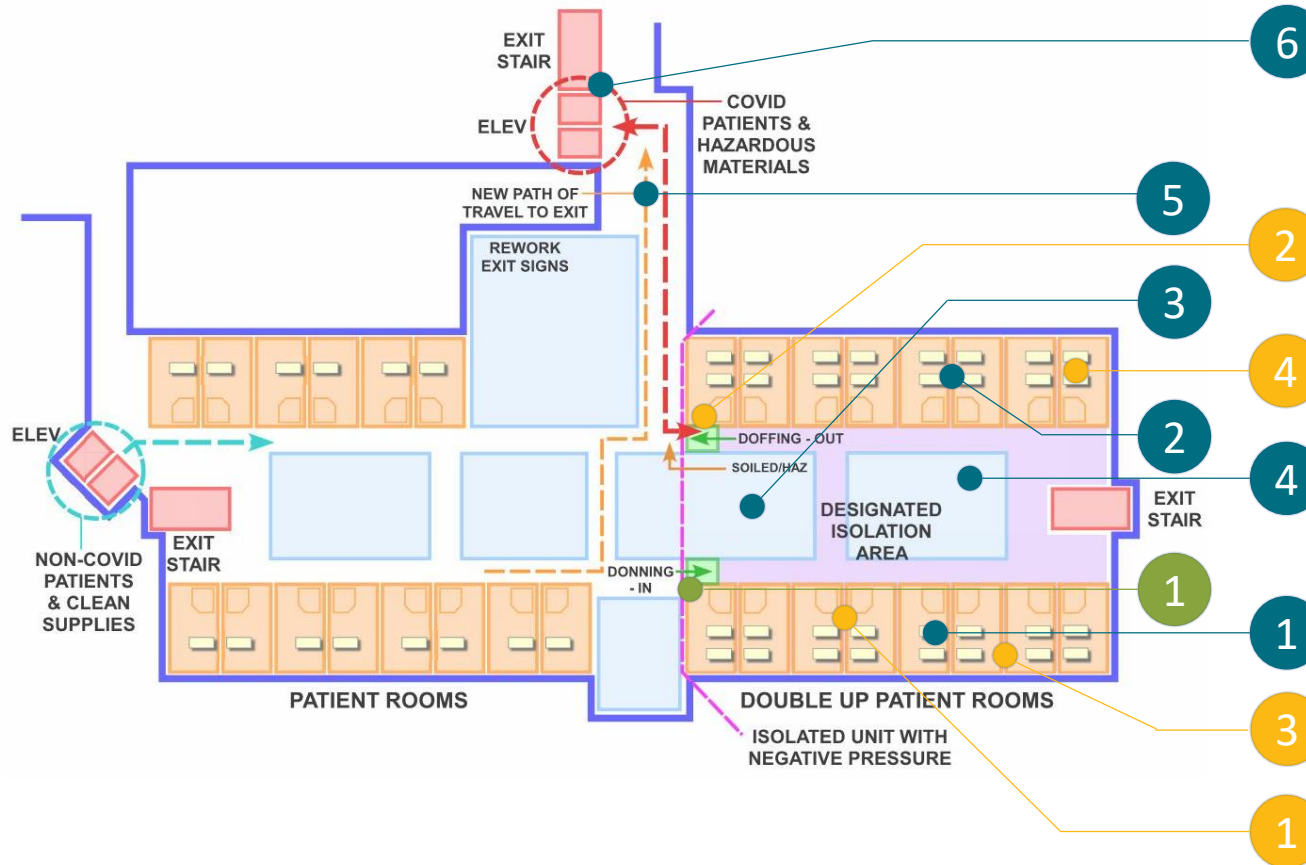 EXIT
STAIR
6
ELEV
COVID
PATIENTS &
HAZARDOUS
MATERIALS
NEW PATH OF
TRAVEL TO EXIT
5
REWORK
EXIT SIGNS
2
3
4
ELEV
DOFFING - OUT
2
SOILED/HAZ
4
DESIGNATED
ISOLATION
AREA
EXIT
STAIR
EXIT
STAIR
NON-COVID
PATIENTS
& CLEAN
SUPPLIES
DONNING
- IN
1
1
PATIENT ROOMS
DOUBLE UP PATIENT ROOMS
3
ISOLATED UNIT WITH
NEGATIVE PRESSURE
1